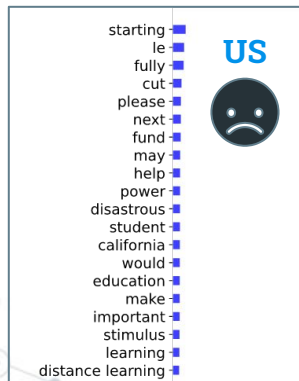 starting
US
le
fully
cut
please
next
fund
may
help
power
disastrous
student
california
would
education
make
important
stimulus
learning
distance learning